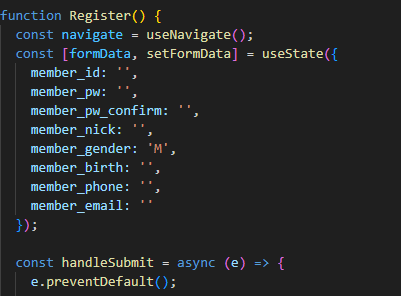 function Register() {
  const navigate = useNavigate();
  const [formData, setFormData] = useState({
    member_id: '',
    member_pw: '',
    member_pw_confirm: '',
    member_nick: '',
    member_gender: 'M',
    member_birth: '',
    member_phone: '',
    member_email: ''
  });

  const handleSubmit = async (e) => {
    e.preventDefault();